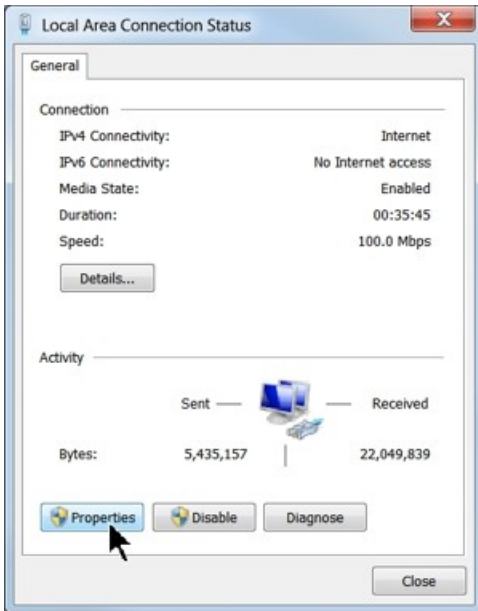 Local Area Connection Status
General
Connection
IPv4 Connectivity: Internet
IPv6 Connectivity: No Internet access
Media State: Enabled
Duration: 00:35:45
Speed: 100.0 Mbps
Details...
Activity
Sent Received
Bytes: 5,435,157 22,049,839
Properties Disable Diagnose
Close